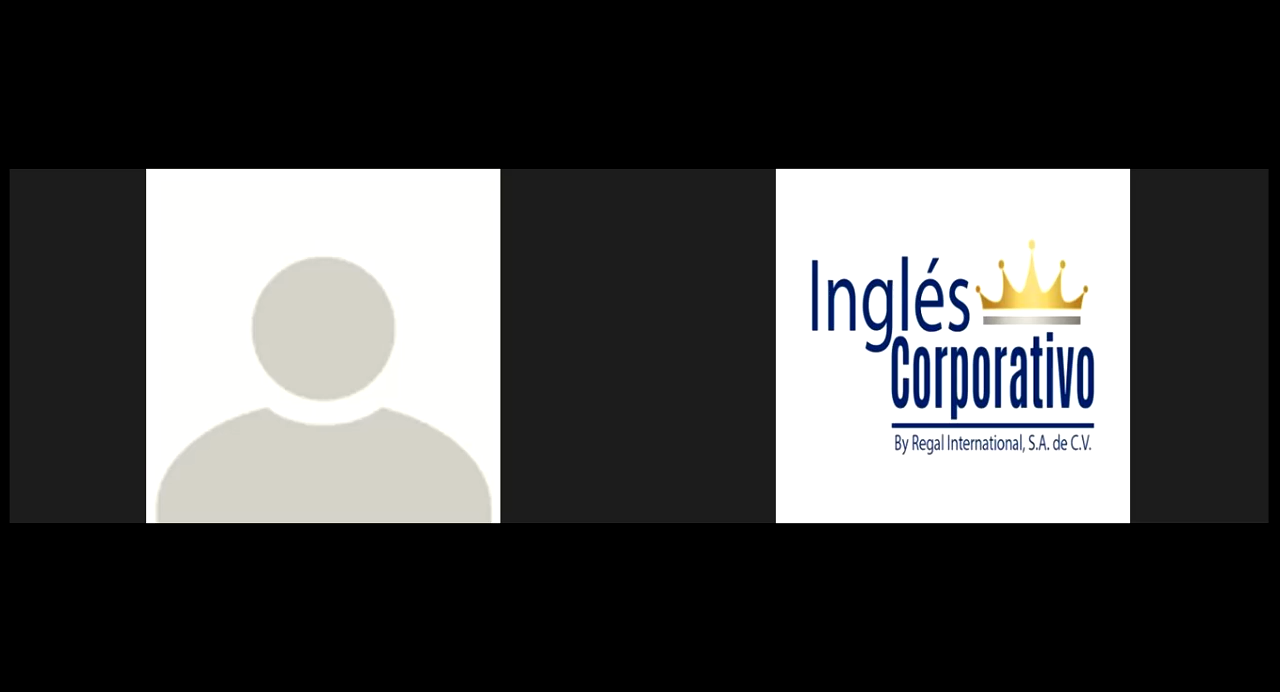 Inglés
Corporativo
By Regal International, S.A. de C.V.